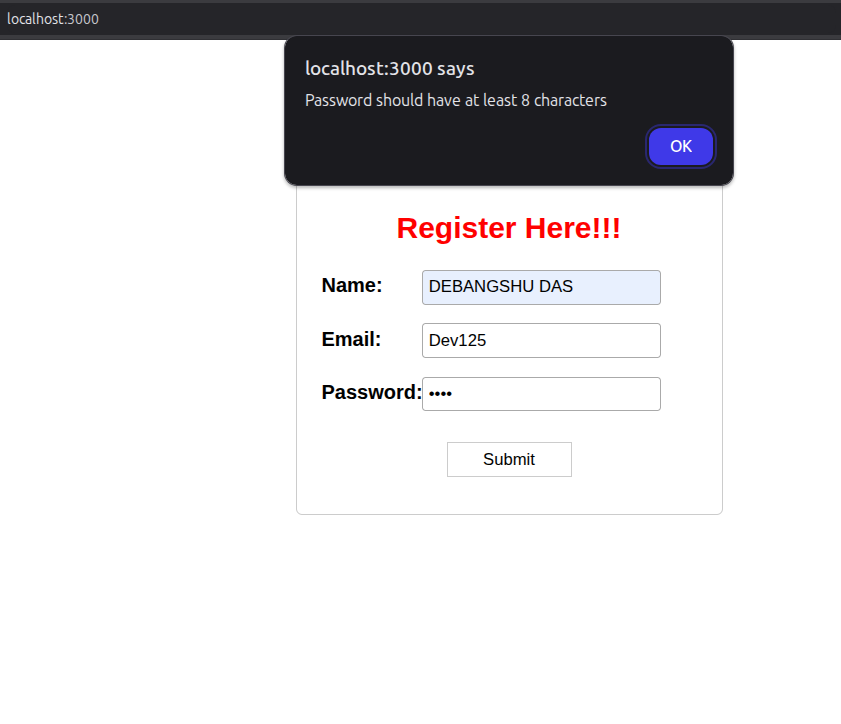 localhost:3000
localhost:3000 says
Password should have at least 8 characters
OK
Register Here!!!
Name: DEBANGSHU DAS
Email: Dev125
Password: ••••
Submit